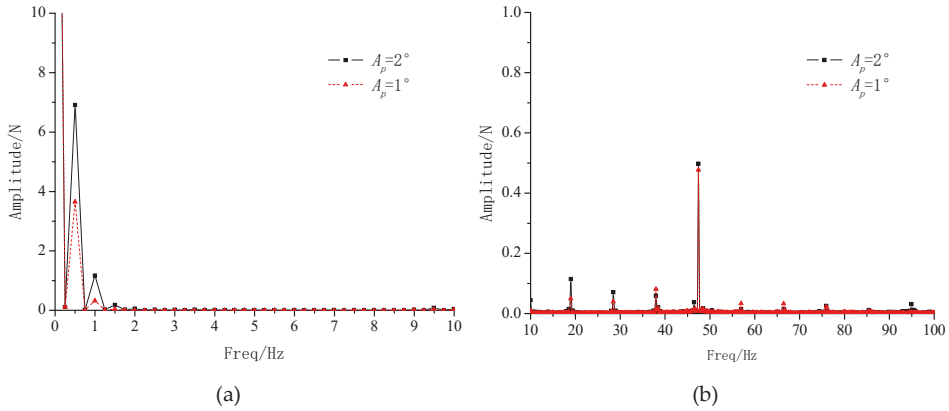 10
8
6
4
2
0
Amplitude/N
A_p=2°
A_p=1°
0 1 2 3 4 5 6 7 8 9 10
Freq/Hz
(a)
1.0
0.8
0.6
0.4
0.2
0.0
Amplitude/N
A_p=2°
A_p=1°
10 20 30 40 50 60 70 80 90 100
Freq/Hz
(b)